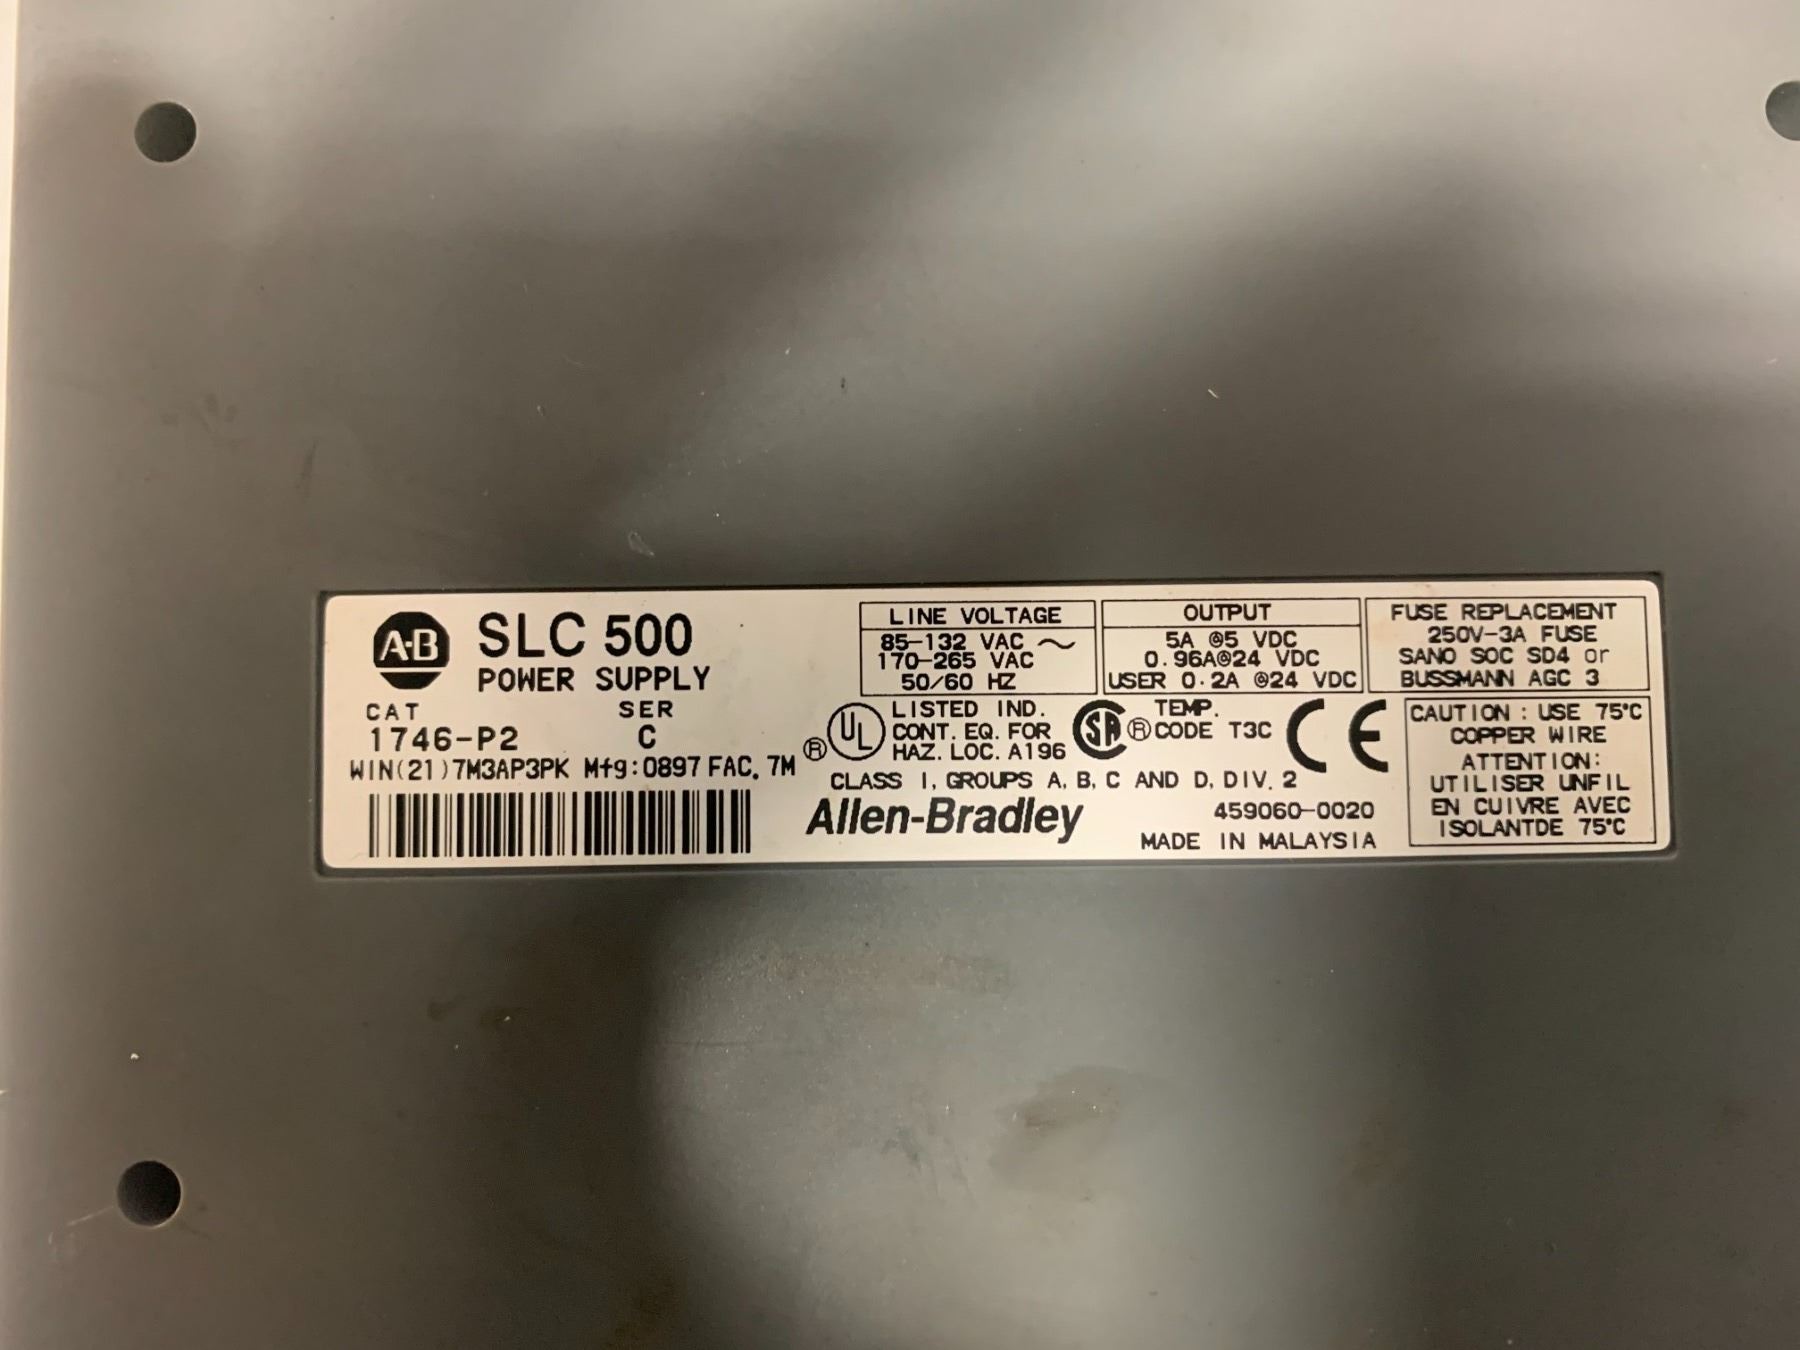 A-B SLC 500
POWER SUPPLY
CAT SER
1746-P2 C
WIN(21)7M3AP3PK Mfg:0897 FAC. 7M
LINE VOLTAGE
85-132 VAC ~
170-265 VAC
50/60 HZ
OUTPUT
5A @5 VDC
0.96A@24 VDC
USER 0.2A @24 VDC
FUSE REPLACEMENT
250V-3A FUSE
SANO SOC SD4 or
BUSSMANN AGC 3
® UL
LISTED IND.
CONT. EQ. FOR
HAZ. LOC. A196
SA ®
TEMP.
CODE T3C
CE
CLASS I, GROUPS A, B, C AND D, DIV. 2
Allen-Bradley
459060-0020
MADE IN MALAYSIA
CAUTION : USE 75°C
COPPER WIRE
ATTENTION:
UTILISER UNFIL
EN CUIVRE AVEC
ISOLANTDE 75°C